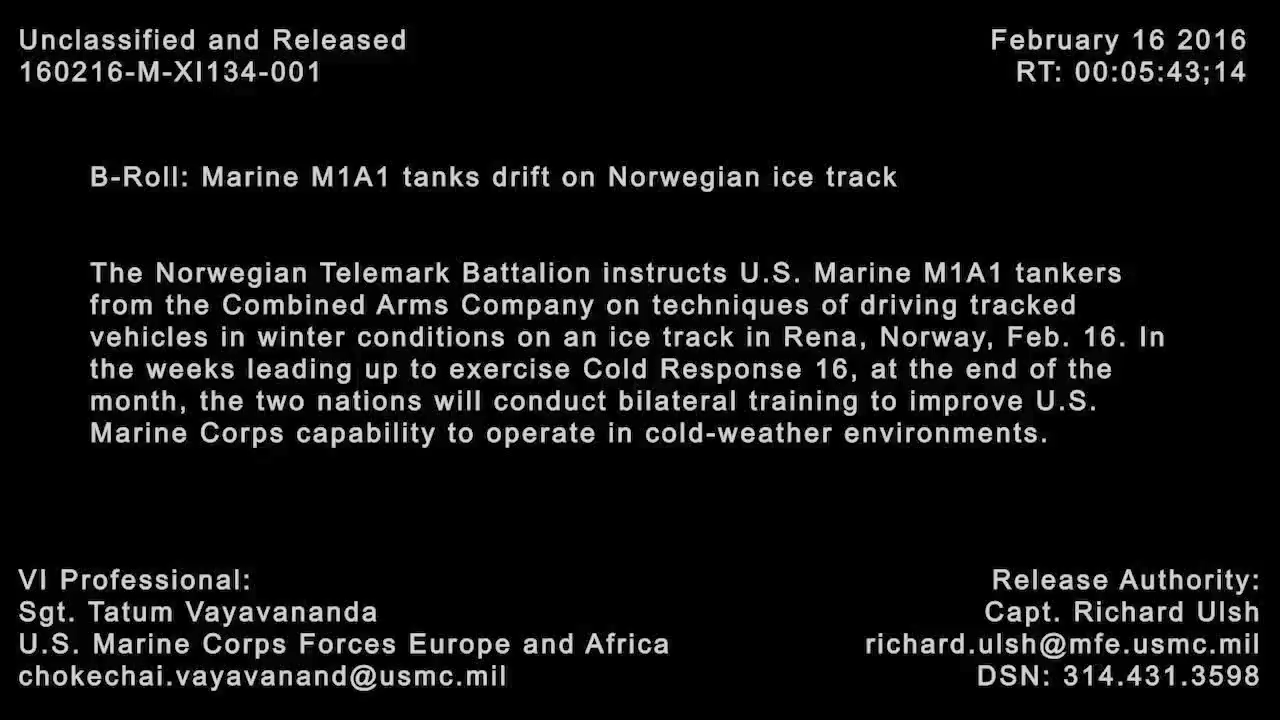 Unclassified and Released
160216-M-XI134-001
February 16 2016
RT: 00:05:43;14
B-Roll: Marine M1A1 tanks drift on Norwegian ice track
The Norwegian Telemark Battalion instructs U.S. Marine M1A1 tankers
from the Combined Arms Company on techniques of driving tracked
vehicles in winter conditions on an ice track in Rena, Norway, Feb. 16. In
the weeks leading up to exercise Cold Response 16, at the end of the
month, the two nations will conduct bilateral training to improve U.S.
Marine Corps capability to operate in cold-weather environments.
VI Professional:
Sgt. Tatum Vayavananda
U.S. Marine Corps Forces Europe and Africa
chokechai.vayavanand@usmc.mil
Release Authority:
Capt. Richard Ulsh
richard.ulsh@mfe.usmc.mil
DSN: 314.431.3598